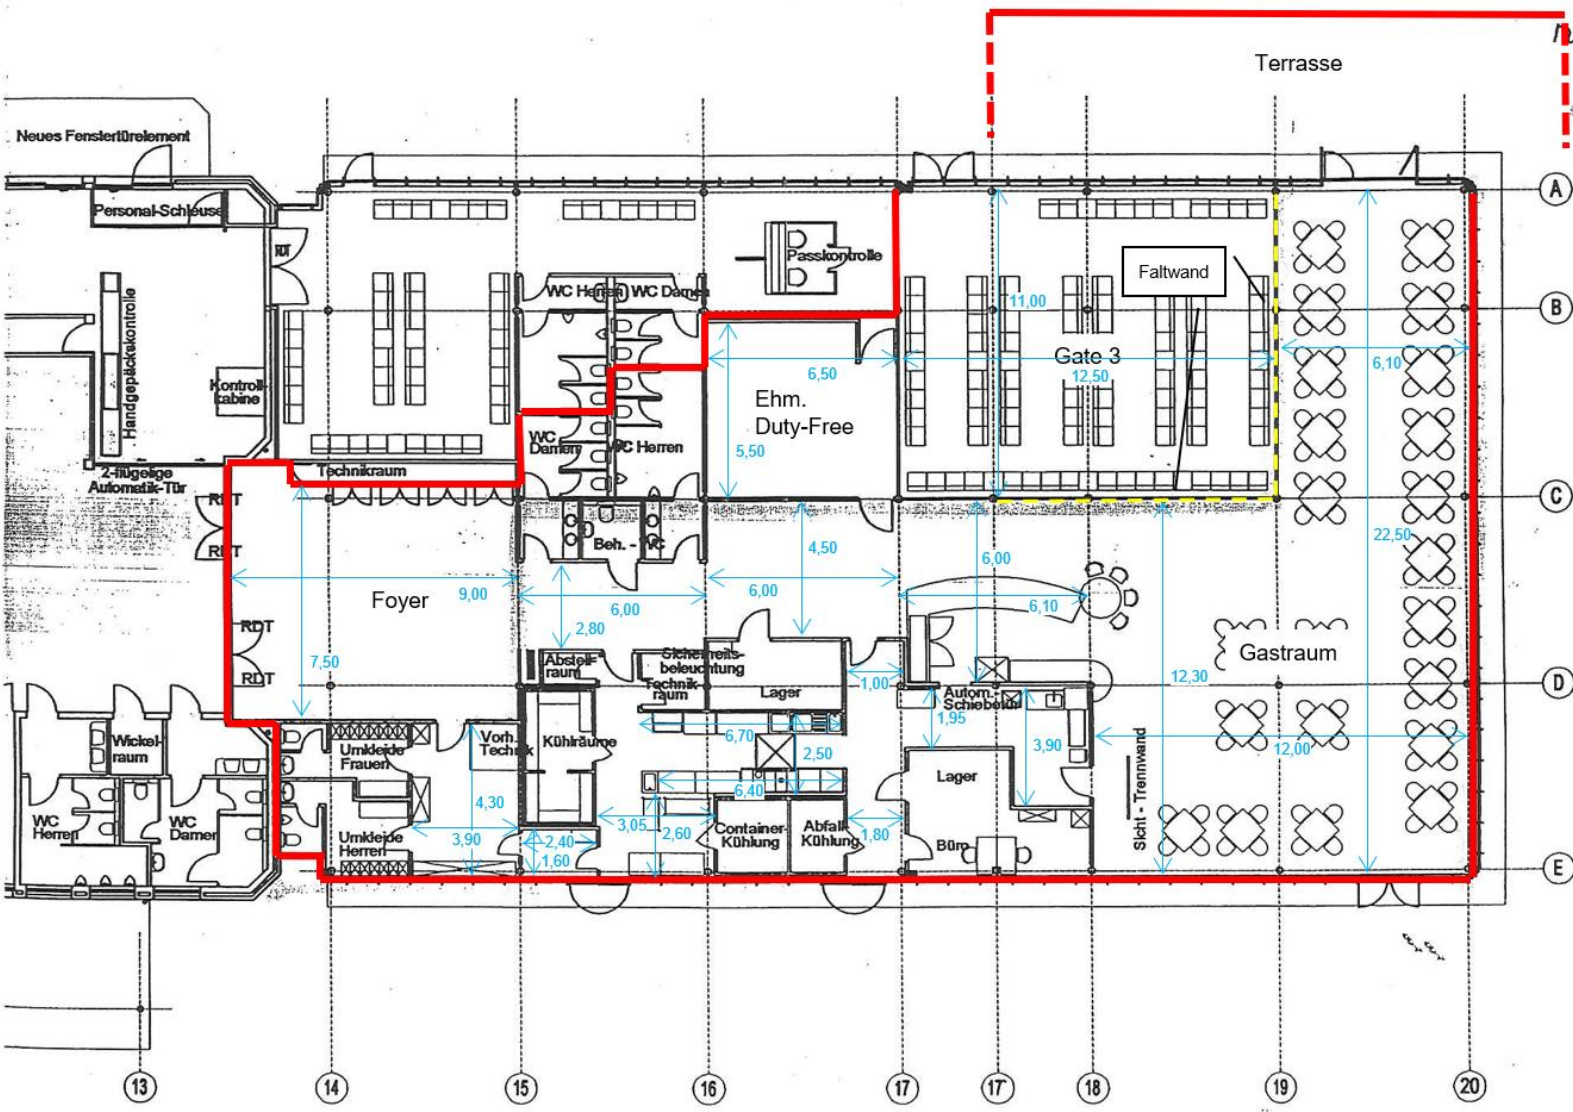 Terrasse
Neues Fenstertürelement
Personal-Schleuse
RDT
Passkontrolle
Faltwand
WC Herren
WC Damen
11,00
Handgepäckskontrolle
Kontroll-
kabine
Gate 3
12,50
6,50
6,10
Ehm.
Duty-Free
5,50
WC
Damen
WC Herren
Technikraum
2-flügelige
Automatik-Tür
RDT
RDT
Beh. - WC
4,50
22,50
6,00
Foyer
9,00
6,00
6,00
6,10
RDT
RDT
2,80
7,50
Abstell-
raum
Sicherheits-
beleuchtung
Technik
raum
Lager
1,00
12,30
Gastraum
Autom.
Schiebetür
1,95
Wickel-
raum
Umkleide
Frauen
Vorh.
Technik
Kühlräume
6,70
2,50
3,90
12,00
Sicht - Trennwand
Lager
6,40
4,30
WC
Herren
WC
Damen
Umkleide
Herren
3,90
2,40
1,60
3,05
2,60
Container-
Kühlung
Abfall-
Kühlung
1,80
Büro
A
B
C
D
E
13
14
15
16
17
17'
18
19
20